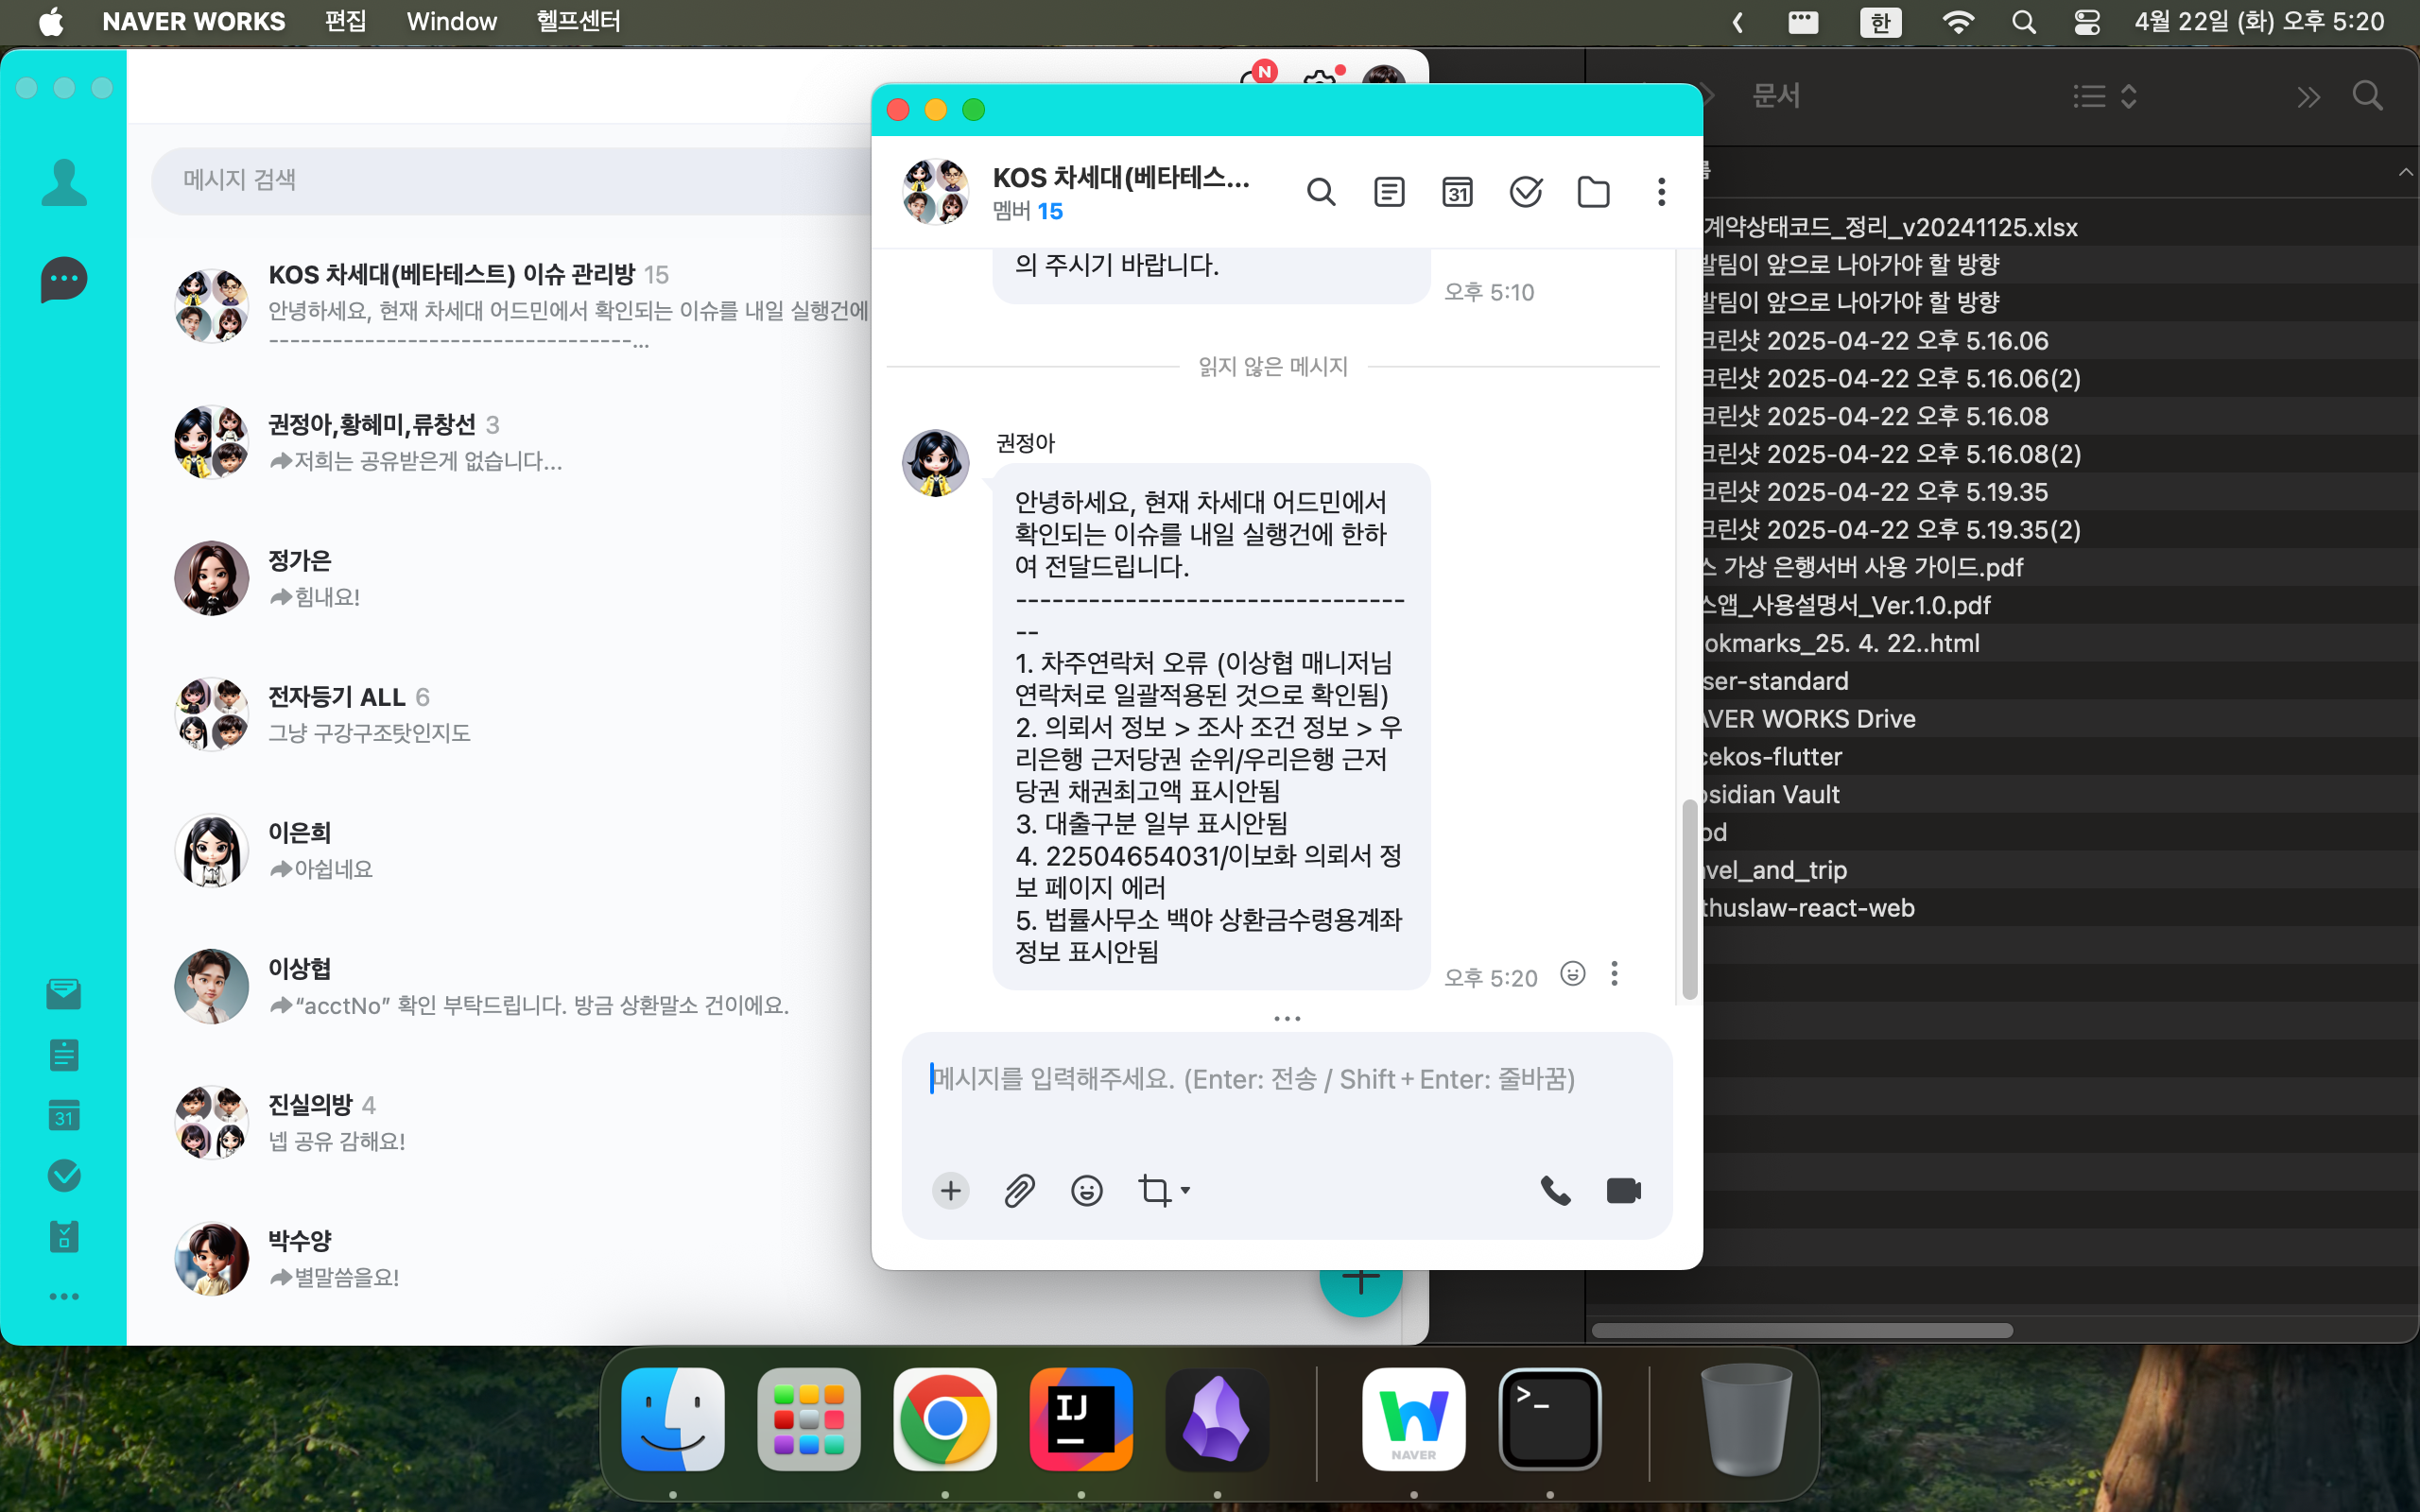 NAVER WORKS 편집 Window 헬프센터
한
4월 22일 (화) 오후 5:20
N
메시지 검색
KOS 차세대(베타테스트) 이슈 관리방 15
안녕하세요, 현재 차세대 어드민에서 확인되는 이슈를 내일 실행건에
----------------------------------...
권정아,황혜미,류창선 3
저희는 공유받은게 없습니다...
정가은
힘내요!
전자등기 ALL 6
그냥 구강구조탓인지도
이은희
아쉽네요
이상협
“acctNo” 확인 부탁드립니다. 방금 상환말소 건이에요.
진실의방 4
넵 공유 감해요!
박수양
별말씀을요!
31
KOS 차세대(베타테스...
멤버 15
31
의 주시기 바랍니다.
오후 5:10
읽지 않은 메시지
권정아
안녕하세요, 현재 차세대 어드민에서
확인되는 이슈를 내일 실행건에 한하
여 전달드립니다.
--------------------------------
--
1. 차주연락처 오류 (이상협 매니저님
연락처로 일괄적용된 것으로 확인됨)
2. 의뢰서 정보 > 조사 조건 정보 > 우
리은행 근저당권 순위/우리은행 근저
당권 채권최고액 표시안됨
3. 대출구분 일부 표시안됨
4. 22504654031/이보화 의뢰서 정
보 페이지 에러
5. 법률사무소 백야 상환금수령용계좌
정보 표시안됨
오후 5:20
메시지를 입력해주세요. (Enter: 전송 / Shift+Enter: 줄바꿈)
문서
계약상태코드_정리_v20241125.xlsx
발팀이 앞으로 나아가야 할 방향
발팀이 앞으로 나아가야 할 방향
크린샷 2025-04-22 오후 5.16.06
크린샷 2025-04-22 오후 5.16.06(2)
크린샷 2025-04-22 오후 5.16.08
크린샷 2025-04-22 오후 5.16.08(2)
크린샷 2025-04-22 오후 5.19.35
크린샷 2025-04-22 오후 5.19.35(2)
스 가상 은행서버 사용 가이드.pdf
스앱_사용설명서_Ver.1.0.pdf
okmarks_25. 4. 22..html
ser-standard
AVER WORKS Drive
cekos-flutter
sidian Vault
od
vel_and_trip
thuslaw-react-web
IJ
NAVER
>_